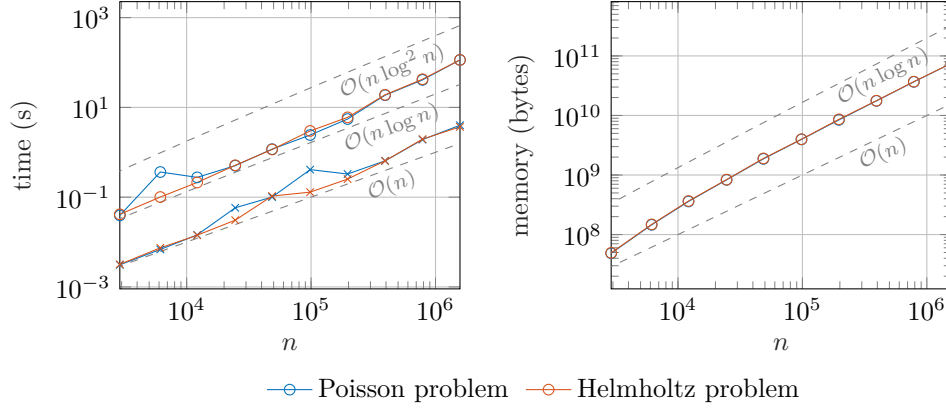 10^3
10^1
10^{-1}
10^{-3}
time (s)
O(n log^2 n)
O(n log n)
O(n)
10^4
10^5
10^6
n
10^{11}
10^{10}
10^9
10^8
memory (bytes)
O(n log n)
O(n)
10^4
10^5
10^6
n
Poisson problem
Helmholtz problem